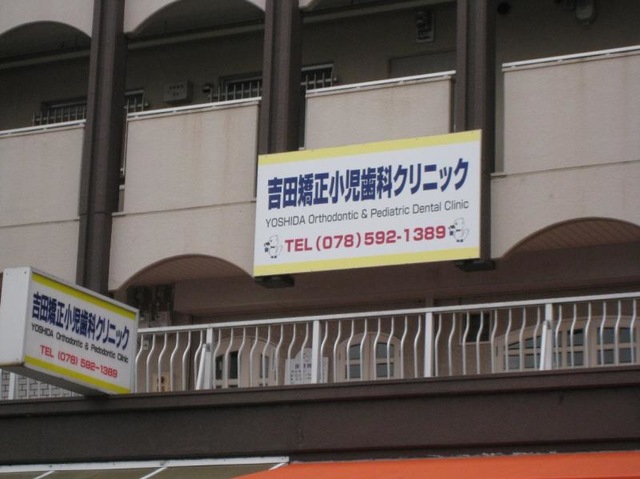 吉田矯正小児歯科クリニック
YOSHIDA Orthodontic & Pediatric Dental Clinic
TEL (078) 592-1389
吉田矯正小児歯科クリニック
YOSHIDA Orthodontic & Pedodontic Clinic
TEL (078) 592-1389